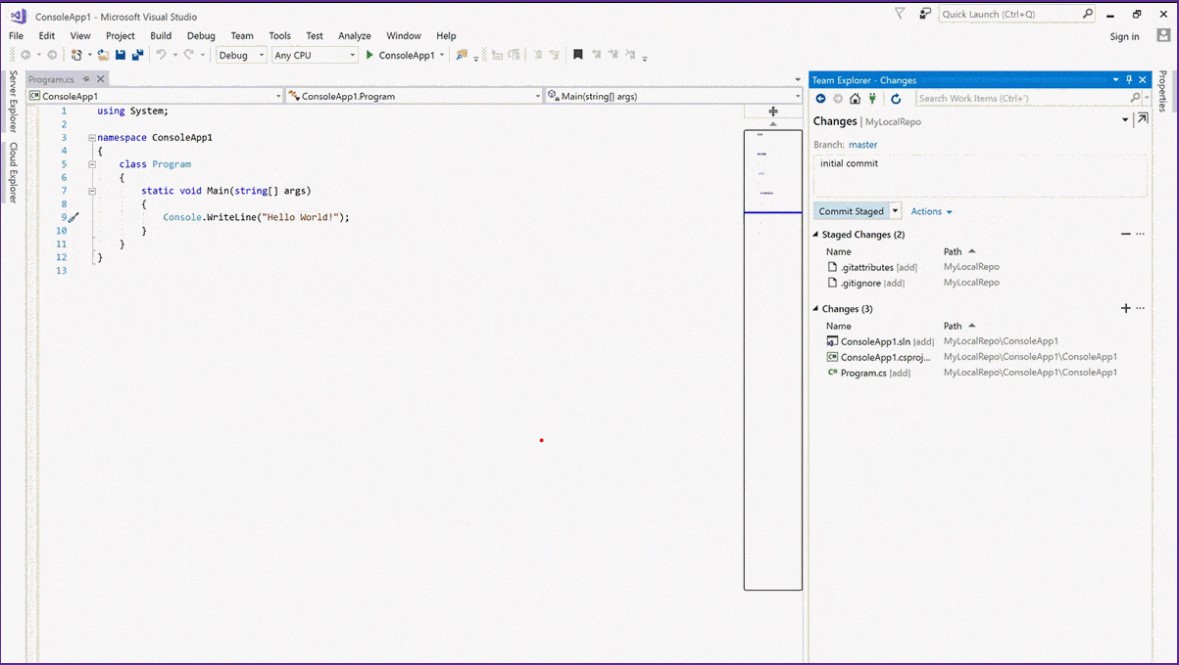 ConsoleApp1 - Microsoft Visual Studio
Quick Launch (Ctrl+Q)
File Edit View Project Build Debug Team Tools Test Analyze Window Help
Sign in
Debug Any CPU ConsoleApp1
Server Explorer
Cloud Explorer
Program.cs
ConsoleApp1 ConsoleApp1.Program Main(string[] args)
1 using System;
2
3 namespace ConsoleApp1
4 {
5 class Program
6 {
7 static void Main(string[] args)
8 {
9 Console.WriteLine("Hello World!");
10 }
11 }
12 }
13
Team Explorer - Changes
Search Work Items (Ctrl+')
Changes | MyLocalRepo
Branch: master
initial commit
Commit Staged Actions
Staged Changes (2)
Name Path
.gitattributes [add] MyLocalRepo
.gitignore [add] MyLocalRepo
Changes (3)
Name Path
ConsoleApp1.sln [add] MyLocalRepo\ConsoleApp1
C# ConsoleApp1.csproj... MyLocalRepo\ConsoleApp1\ConsoleApp1
C# Program.cs [add] MyLocalRepo\ConsoleApp1\ConsoleApp1
Properties